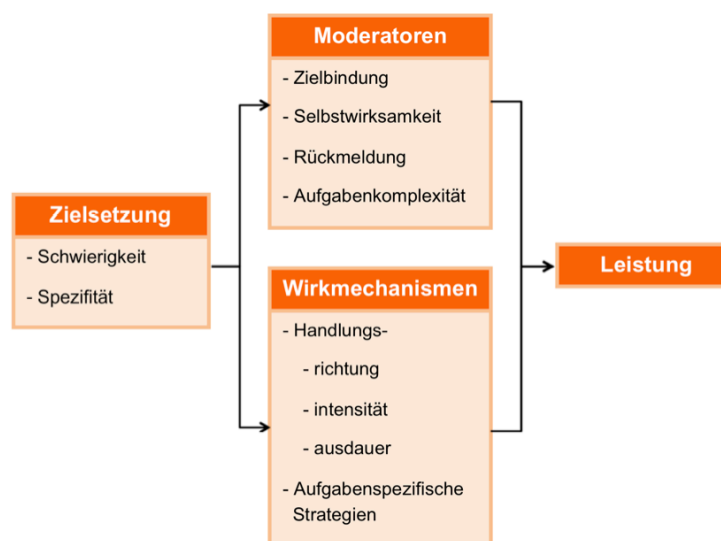 Moderatoren
- Zielbindung
- Selbstwirksamkeit
- Rückmeldung
- Aufgabenkomplexität
Zielsetzung
- Schwierigkeit
- Spezifität
Wirkmechanismen
- Handlungs-
- richtung
- intensität
- ausdauer
- Aufgabenspezifische
Strategien
Leistung